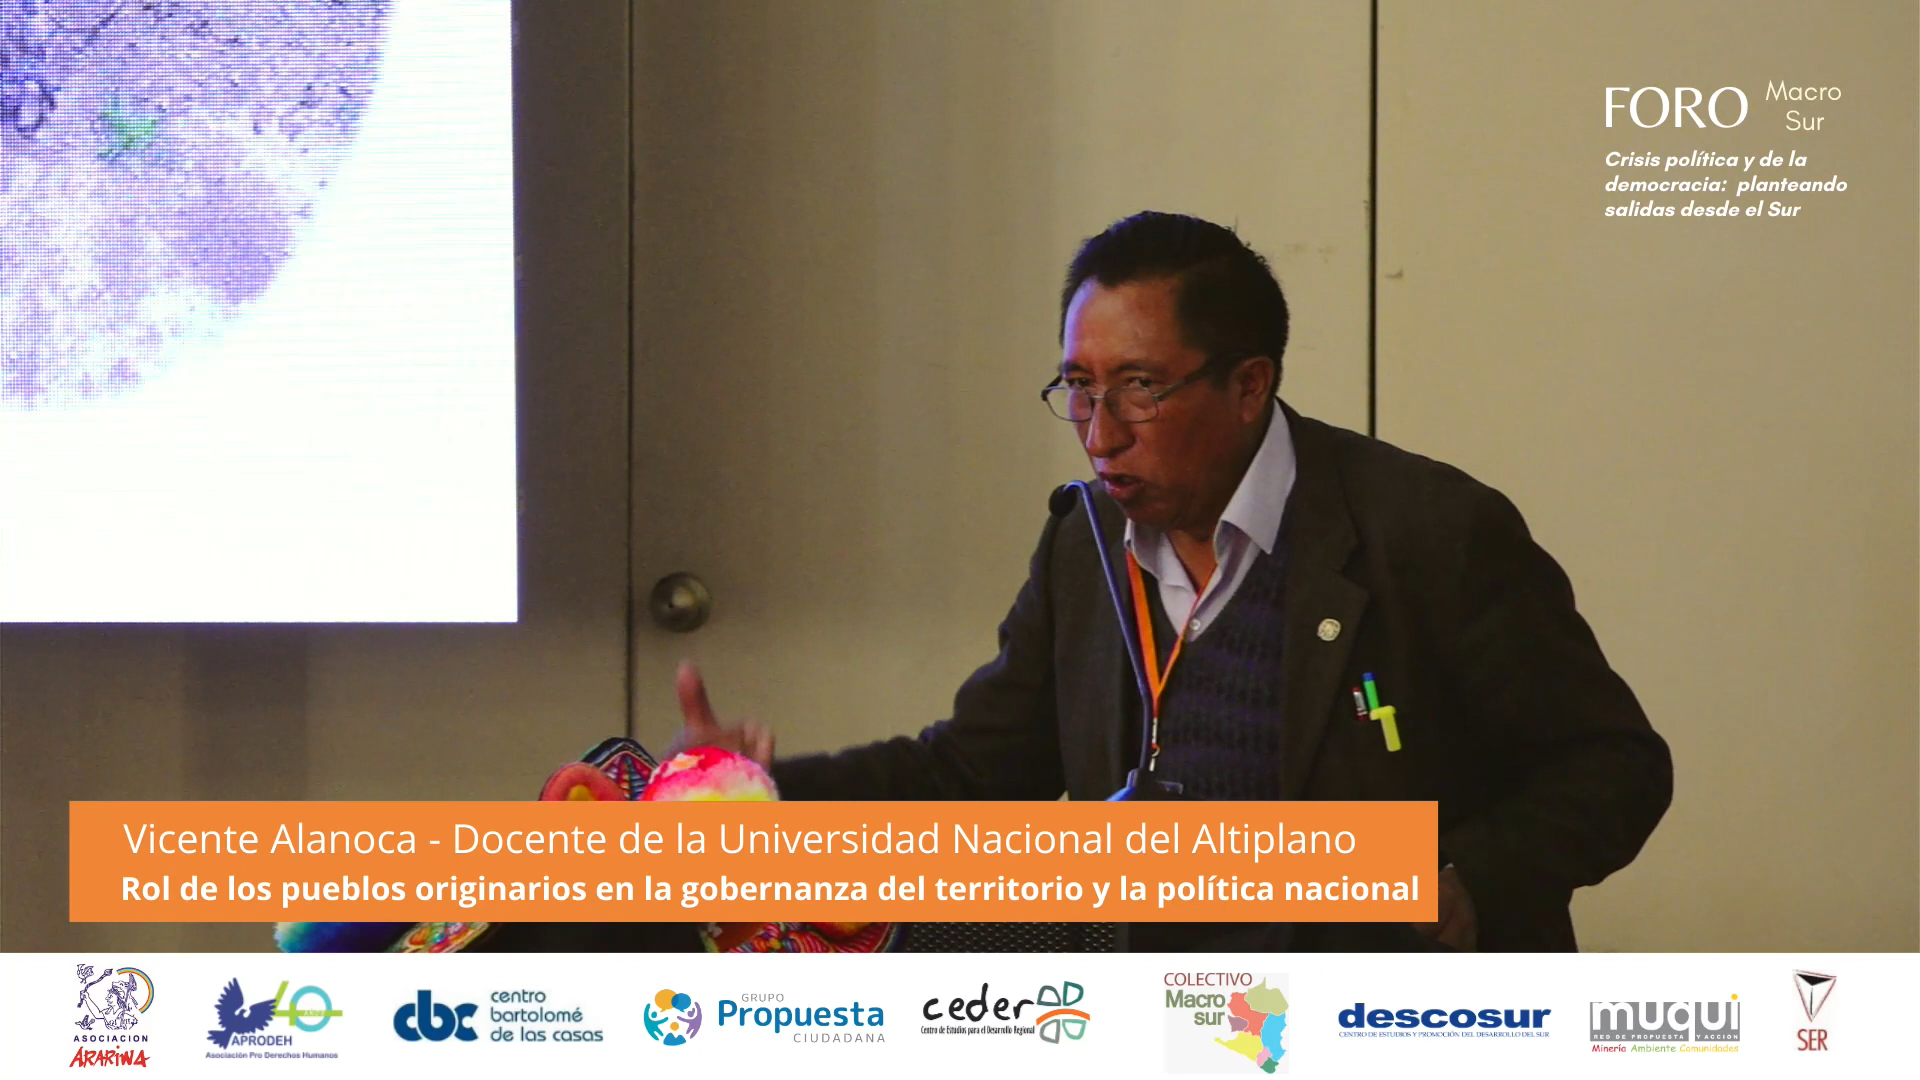 FORO Macro Sur
Crisis política y de la
democracia: planteando
salidas desde el Sur
Vicente Alanoca - Docente de la Universidad Nacional del Altiplano
Rol de los pueblos originarios en la gobernanza del territorio y la política nacional
ASOCIACION
ARARIWA
40
AÑOS
APRODEH
Asociación Pro Derechos Humanos
cbc
centro
bartolomé
de las casas
GRUPO
Propuesta
CIUDADANA
ceder
Centro de Estudios para el Desarrollo Regional
COLECTIVO
Macro
sur
descosur
CENTRO DE ESTUDIOS Y PROMOCIÓN DEL DESARROLLO DEL SUR
muqui
RED DE PROPUESTA Y ACCION
Minería Ambiente Comunidades
SER